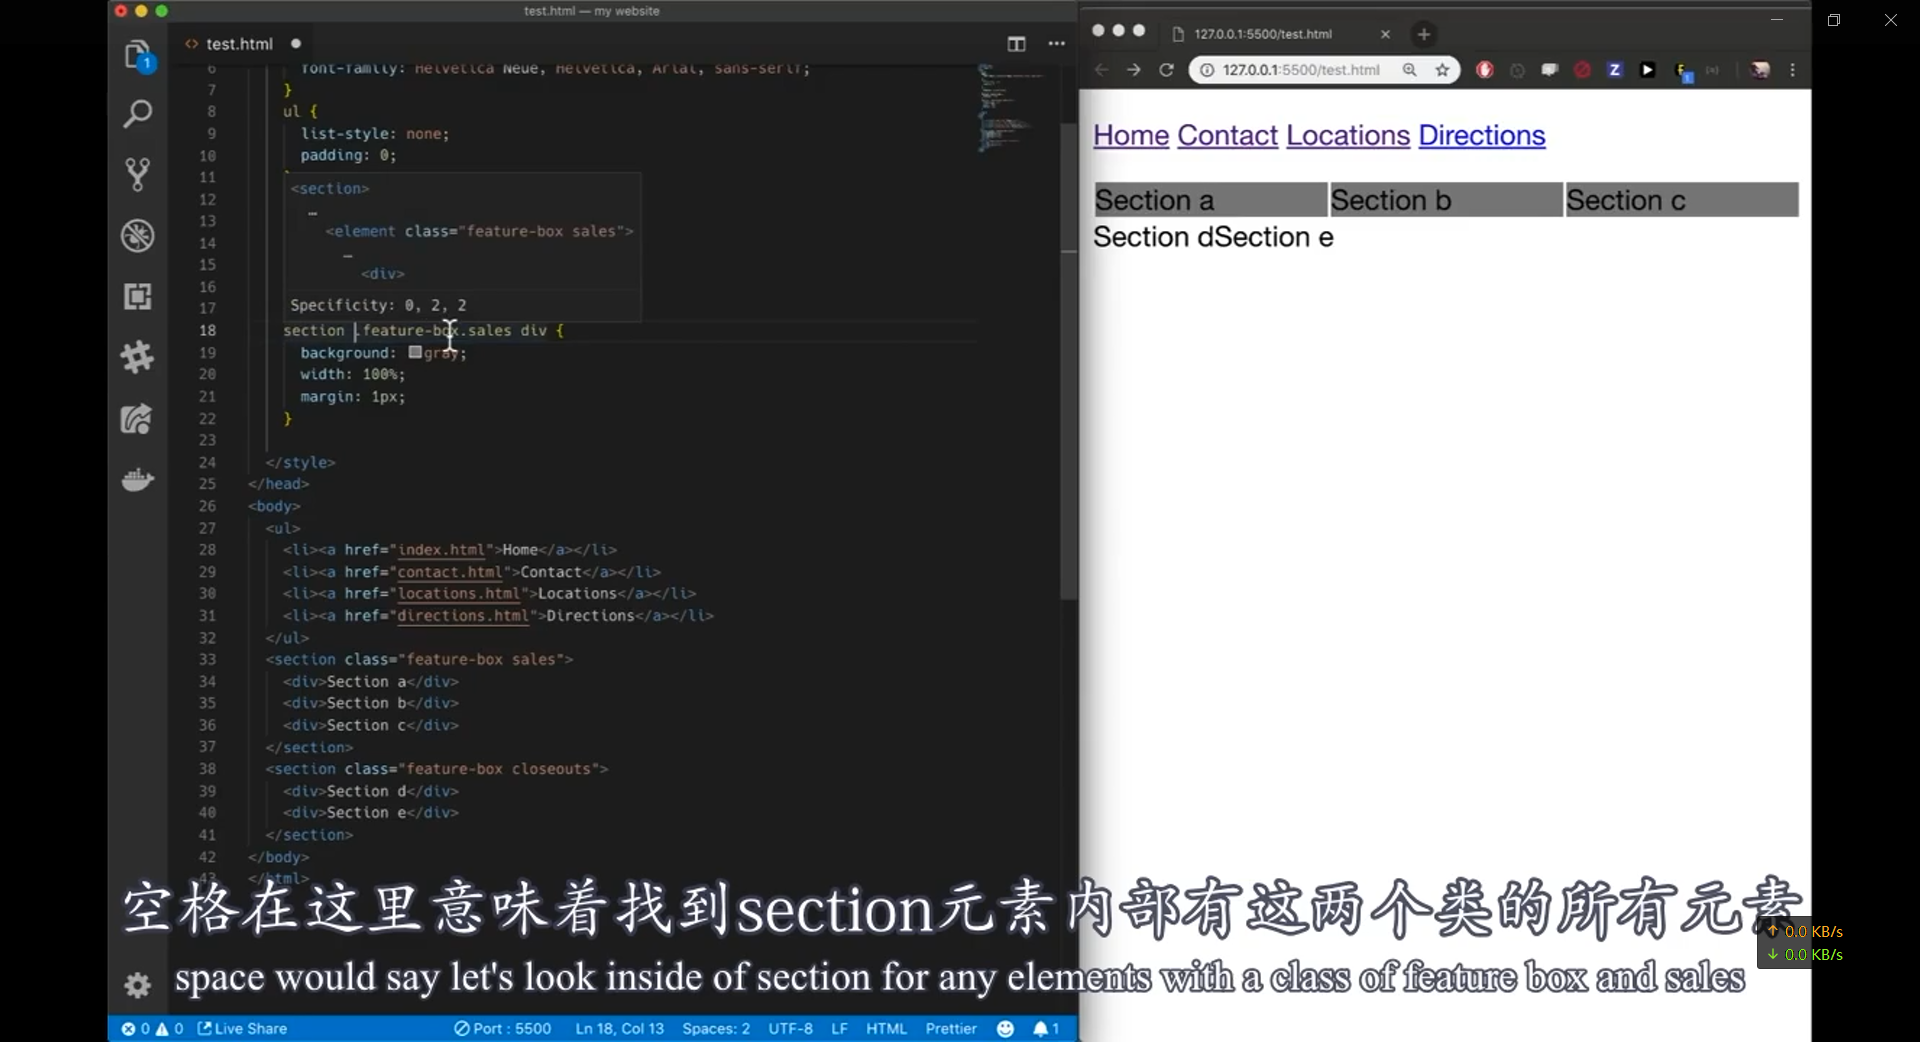 test.html — my website
test.html
1
6 font-family: Helvetica Neue, Helvetica, Arial, sans-serif;
7 }
8 ul {
9 list-style: none;
10 padding: 0;
11
12
13
14
15
16
17
<section>
…
<element class="feature-box sales">
…
<div>
Specificity: 0, 2, 2
18 section .feature-box.sales div {
19 background: gray;
20 width: 100%;
21 margin: 1px;
22 }
23
24 </style>
25 </head>
26 <body>
27 <ul>
28 <li><a href="index.html">Home</a></li>
29 <li><a href="contact.html">Contact</a></li>
30 <li><a href="locations.html">Locations</a></li>
31 <li><a href="directions.html">Directions</a></li>
32 </ul>
33 <section class="feature-box sales">
34 <div>Section a</div>
35 <div>Section b</div>
36 <div>Section c</div>
37 </section>
38 <section class="feature-box closeouts">
39 <div>Section d</div>
40 <div>Section e</div>
41 </section>
42 </body>
43 </html>
0 0 Live Share Port : 5500 Ln 18, Col 13 Spaces: 2 UTF-8 LF HTML Prettier 1
127.0.0.1:5500/test.html
127.0.0.1:5500/test.html
Home Contact Locations Directions
Section a Section b Section c
Section dSection e
空格在这里意味着找到section元素内部有这两个类的所有元素
space would say let's look inside of section for any elements with a class of feature box and sales
↑ 0.0 KB/s
↓ 0.0 KB/s